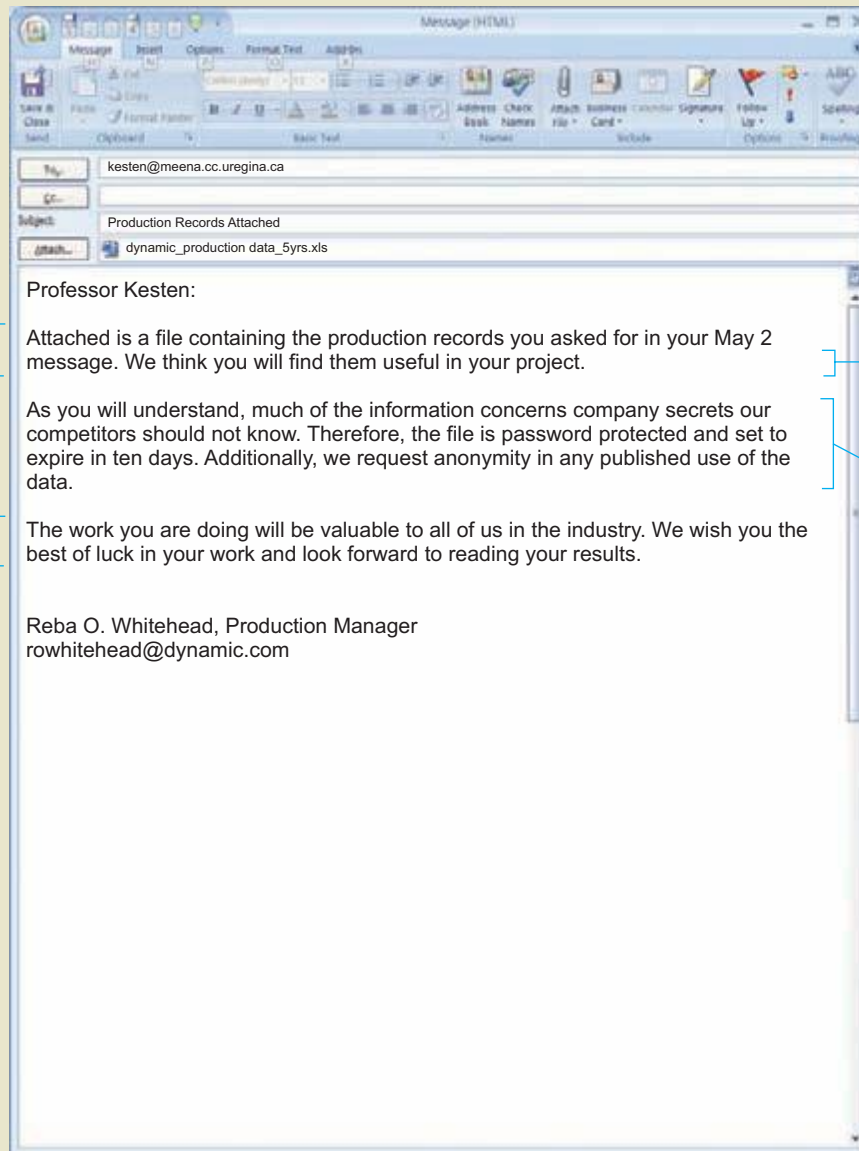 Message (HTML)
Message Insert Options Format Text Add-Ins
Save & Close
Send
Paste
Cut
Copy
Format Painter
Clipboard
B I U
Basic Text
Address Book
Check Names
Names
Attach File
Business Card
Calendar
Signature
Include
Follow Up
Options
ABC
Spelling
Proofing
To...
kesten@meena.cc.uregina.ca
Cc...
Subject:
Production Records Attached
Attach...
dynamic_production data_5yrs.xls
Professor Kesten:
Attached is a file containing the production records you asked for in your May 2
message. We think you will find them useful in your project.
As you will understand, much of the information concerns company secrets our
competitors should not know. Therefore, the file is password protected and set to
expire in ten days. Additionally, we request anonymity in any published use of the
data.
The work you are doing will be valuable to all of us in the industry. We wish you the
best of luck in your work and look forward to reading your results.
Reba O. Whitehead, Production Manager
rowhitehead@dynamic.com